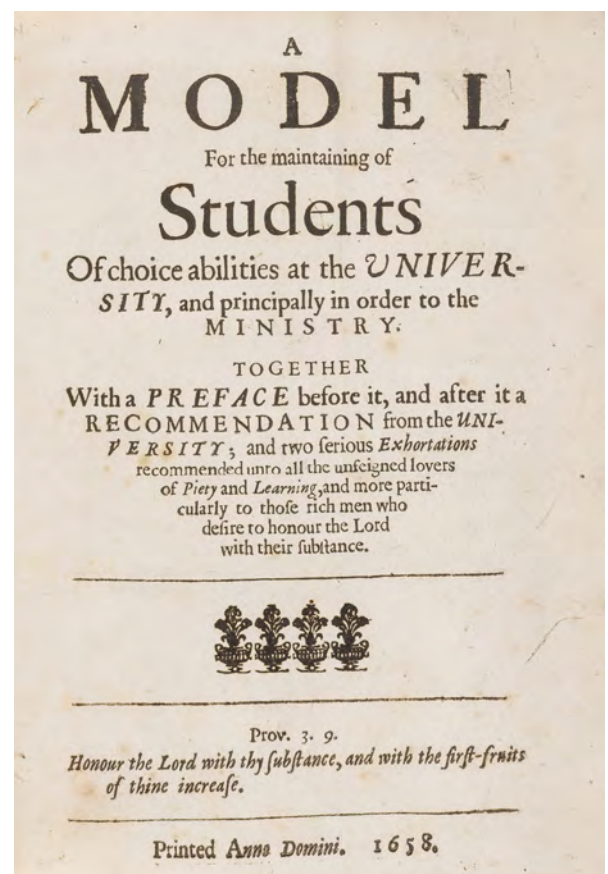 A
MODEL
For the maintaining of
Students
Of choice abilities at the UNIVER-
SITY, and principally in order to the
MINISTRY.
TOGETHER
With a PREFACE before it, and after it a
RECOMMENDATION from the UNI-
VERSITY; and two ſerious Exhortations
recommended unto all the unfeigned lovers
of Piety and Learning,and more parti-
cularly to thoſe rich men who
deſire to honour the Lord
with their ſubſtance.
Prov. 3. 9.
Honour the Lord with thy ſubſtance, and with the firſt-fruits
of thine increaſe.
Printed Anno Domini. 1658.